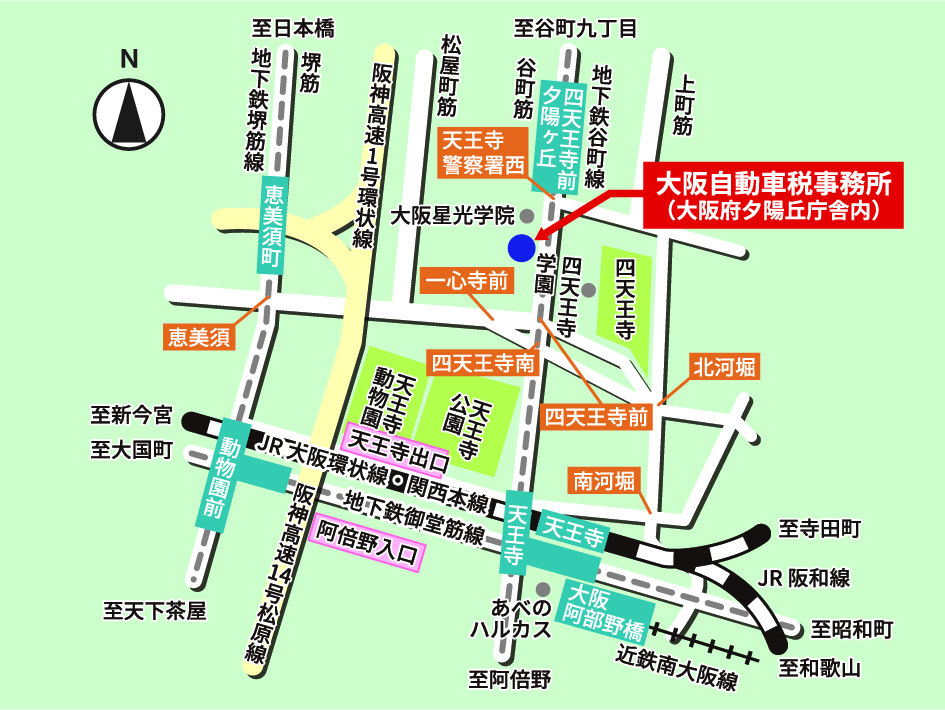 至日本橋
至谷町九丁目
N
地下鉄堺筋線
堺筋
阪神高速1号環状線
松屋町筋
谷町筋
四天王寺前
夕陽ヶ丘
地下鉄谷町線
上町筋
天王寺
警察署西
大阪自動車税事務所
（大阪府夕陽丘庁舎内）
恵美須町
大阪星光学院
四天王寺
学園
四天王寺
一心寺前
恵美須
四天王寺南
北河堀
天王寺
動物園
天王寺
公園
四天王寺前
至新今宮
至大国町
動物園前
天王寺出口
JR大阪環状線
関西本線
南河堀
地下鉄御堂筋線
阪神高速14号松原線
阿倍野入口
天王寺
天王寺
至寺田町
JR阪和線
至天下茶屋
あべの
ハルカス
大阪
阿部野橋
至昭和町
近鉄南大阪線
至和歌山
至阿倍野